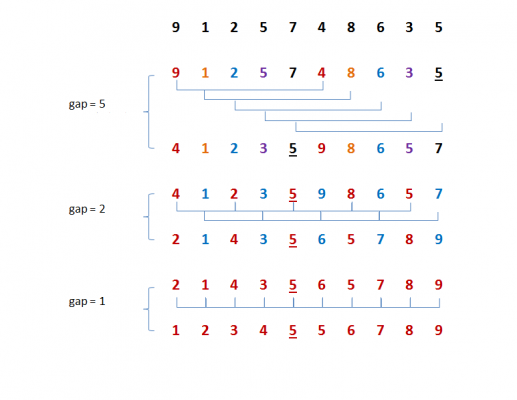 9 1 2 5 7 4 8 6 3 5
9 1 2 5 7 4 8 6 3 5
gap = 5
4 1 2 3 5 9 8 6 5 7
4 1 2 3 5 9 8 6 5 7
gap = 2
2 1 4 3 5 6 5 7 8 9
2 1 4 3 5 6 5 7 8 9
gap = 1
1 2 3 4 5 5 6 7 8 9